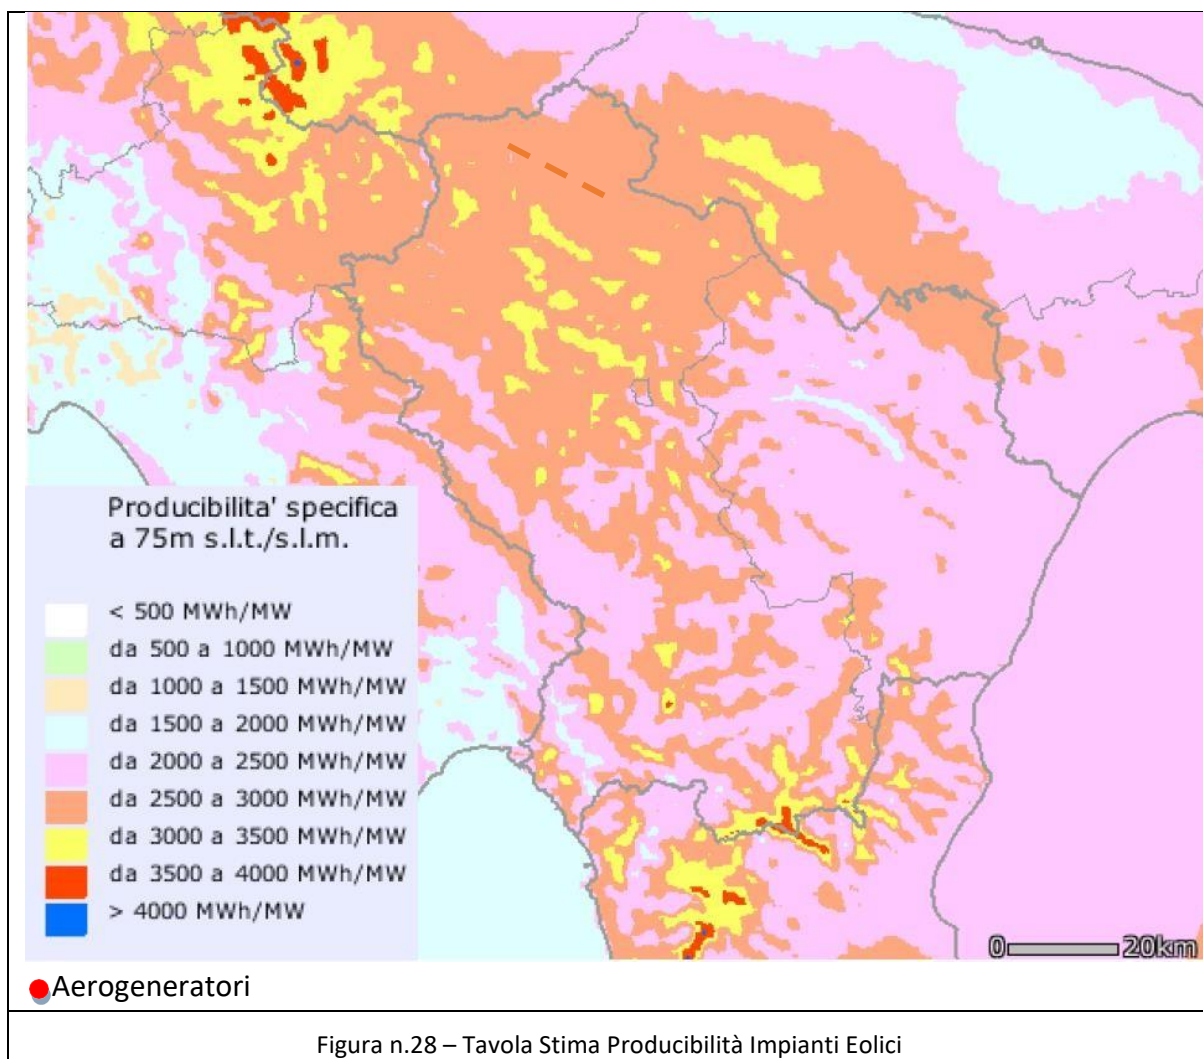 Producibilita' specifica
a 75m s.l.t./s.l.m.
< 500 MWh/MW
da 500 a 1000 MWh/MW
da 1000 a 1500 MWh/MW
da 1500 a 2000 MWh/MW
da 2000 a 2500 MWh/MW
da 2500 a 3000 MWh/MW
da 3000 a 3500 MWh/MW
da 3500 a 4000 MWh/MW
> 4000 MWh/MW
0 20km
Aerogeneratori
Figura n.28 – Tavola Stima Producibilità Impianti Eolici